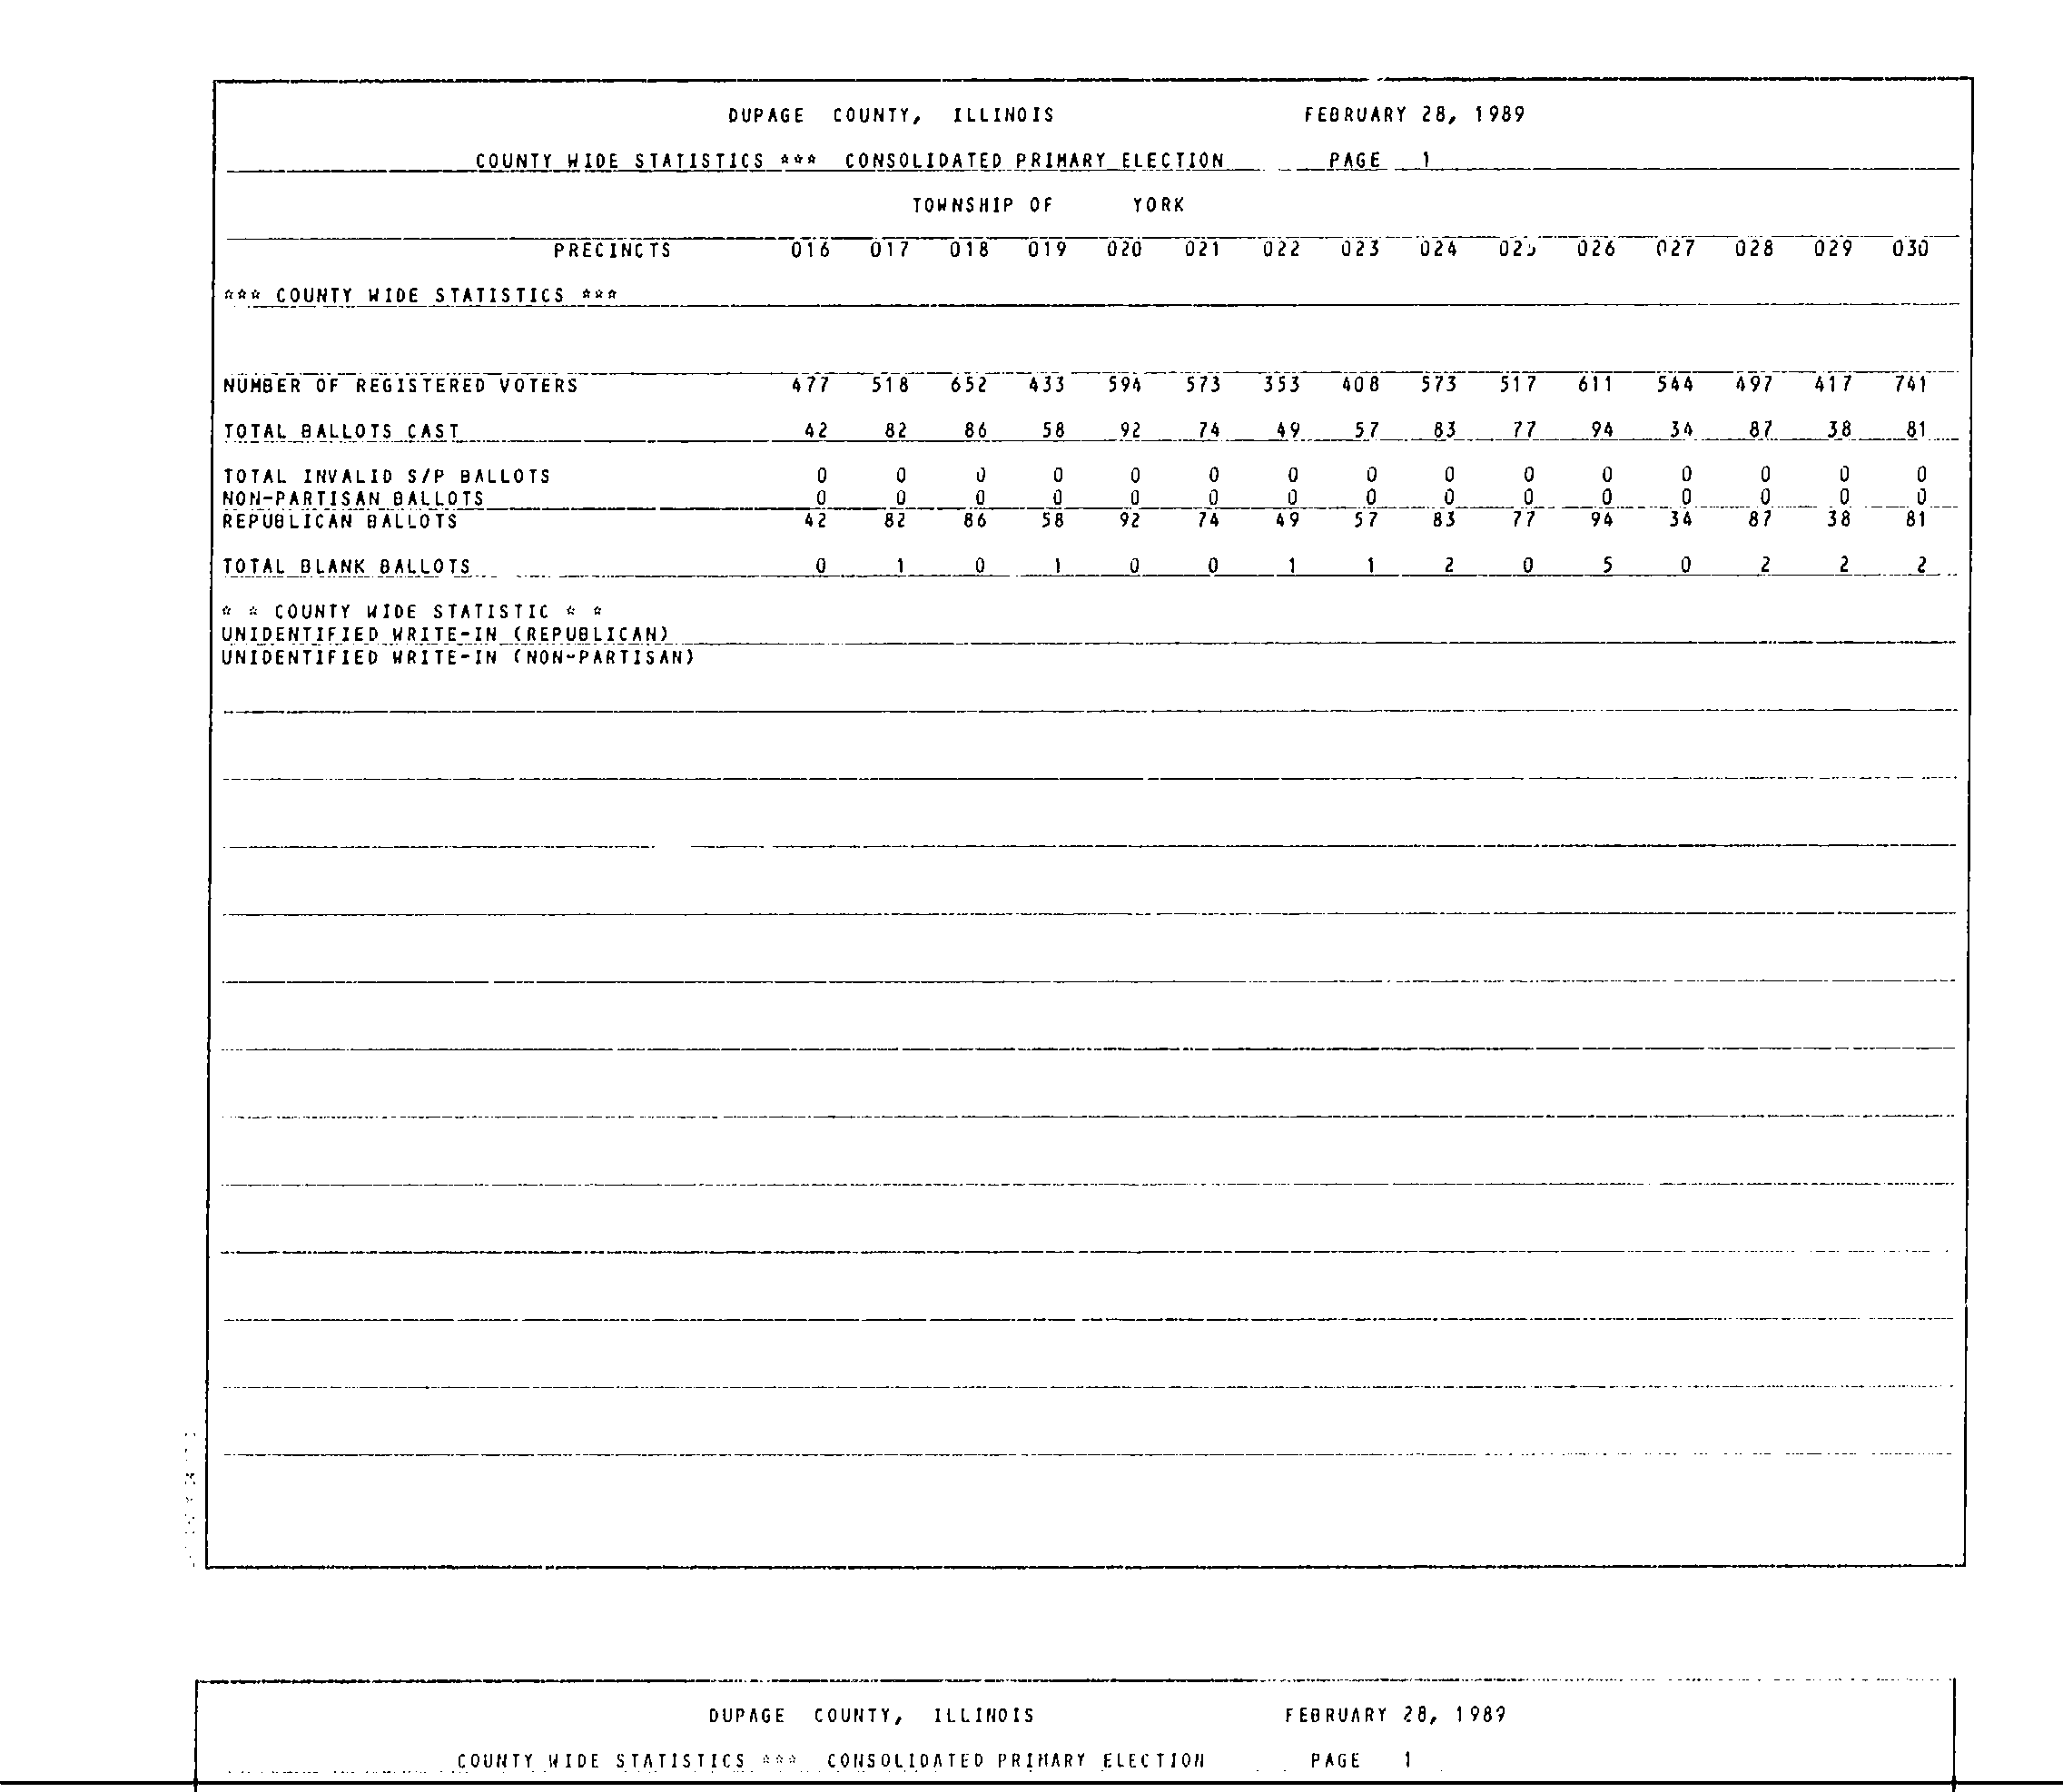 DUPAGE COUNTY, ILLINOIS FEBRUARY 28, 1989
COUNTY WIDE STATISTICS *** CONSOLIDATED PRIMARY ELECTION PAGE 1
TOWNSHIP OF YORK
PRECINCTS 016 017 018 019 020 021 022 023 024 025 026 027 028 029 030
*** COUNTY WIDE STATISTICS ***
NUMBER OF REGISTERED VOTERS 477 518 652 433 594 573 353 408 573 517 611 544 497 417 741
TOTAL BALLOTS CAST 42 82 86 58 92 74 49 57 83 77 94 34 87 38 81
TOTAL INVALID S/P BALLOTS 0 0 0 0 0 0 0 0 0 0 0 0 0 0 0
NON-PARTISAN BALLOTS 0 0 0 0 0 0 0 0 0 0 0 0 0 0 0
REPUBLICAN BALLOTS 42 82 86 58 92 74 49 57 83 77 94 34 87 38 81
TOTAL BLANK BALLOTS 0 1 0 1 0 0 1 1 2 0 5 0 2 2 2
* * COUNTY WIDE STATISTIC * *
UNIDENTIFIED WRITE-IN (REPUBLICAN)
UNIDENTIFIED WRITE-IN (NON-PARTISAN)
DUPAGE COUNTY, ILLINOIS FEBRUARY 28, 1989
COUNTY WIDE STATISTICS *** CONSOLIDATED PRIMARY ELECTION PAGE 1